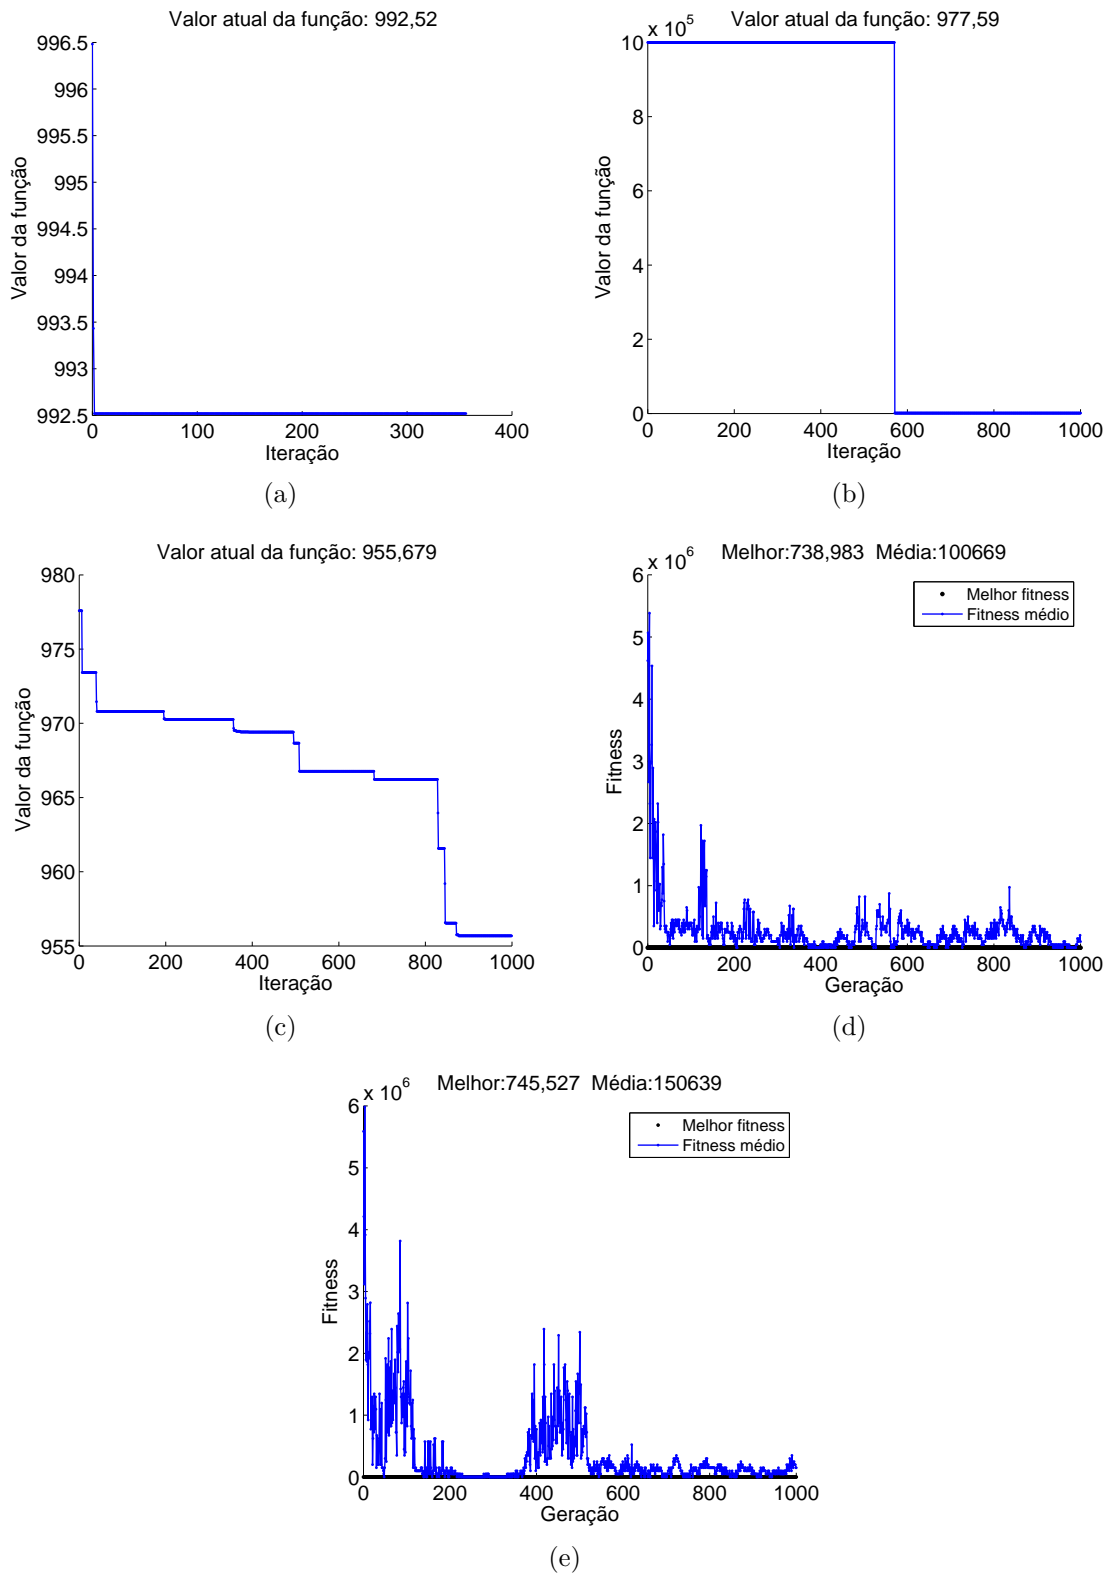 Valor atual da função: 992,52
996.5
996
995.5
995
994.5
994
993.5
993
992.5
Valor da função
0 100 200 300 400
Iteração
(a)
Valor atual da função: 977,59
x 10^5
10
8
6
4
2
0
Valor da função
0 200 400 600 800 1000
Iteração
(b)
Valor atual da função: 955,679
980
975
970
965
960
955
Valor da função
0 200 400 600 800 1000
Iteração
(c)
Melhor:738,983 Média:100669
x 10^6
6
5
4
3
2
1
0
Fitness
Melhor fitness
Fitness médio
0 200 400 600 800 1000
Geração
(d)
Melhor:745,527 Média:150639
x 10^6
6
5
4
3
2
1
0
Fitness
Melhor fitness
Fitness médio
0 200 400 600 800 1000
Geração
(e)